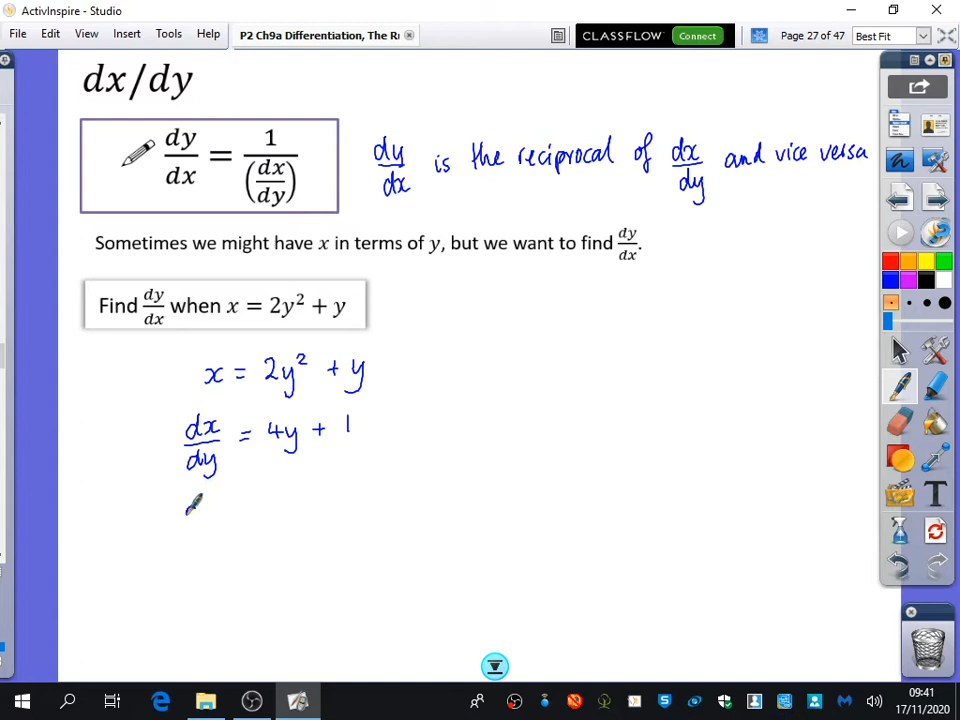 ActivInspire - Studio
File Edit View Insert Tools Help P2 Ch9a Differentiation, The Re CLASSFLOW Connect Page 27 of 47 Best Fit
dx/dy
dy/dx = 1/(dx/dy)
dy/dx is the reciprocal of dx/dy and vice versa
Sometimes we might have x in terms of y, but we want to find dy/dx.
Find dy/dx when x = 2y² + y
x = 2y² + y
dx/dy = 4y + 1
09:41
17/11/2020